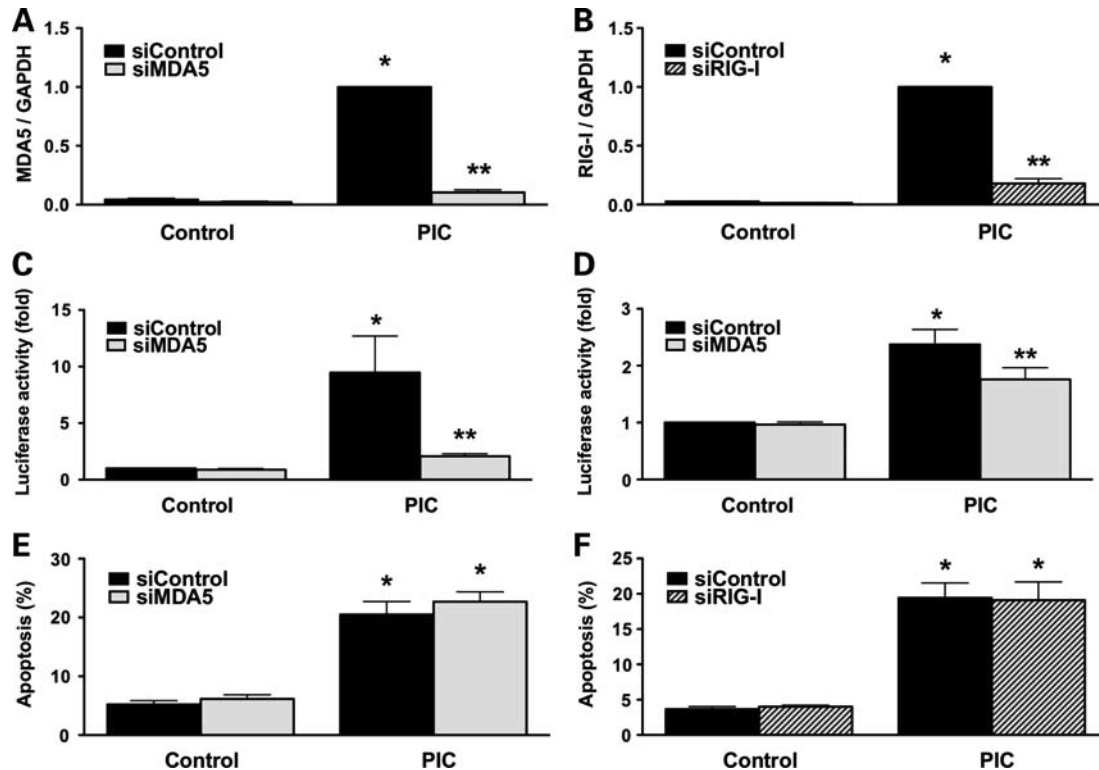 A
MDA5 / GAPDH
1.5
1.0
0.5
0.0
siControl
siMDA5
*
**
Control
PIC
B
RIG-I / GAPDH
1.5
1.0
0.5
0.0
siControl
siRIG-I
*
**
Control
PIC
C
Luciferase activity (fold)
15
10
5
0
siControl
siMDA5
*
**
Control
PIC
D
Luciferase activity (fold)
3
2
1
0
siControl
siMDA5
*
**
Control
PIC
E
Apoptosis (%)
30
20
10
0
siControl
siMDA5
*
*
Control
PIC
F
Apoptosis (%)
25
20
15
10
5
0
siControl
siRIG-I
*
*
Control
PIC